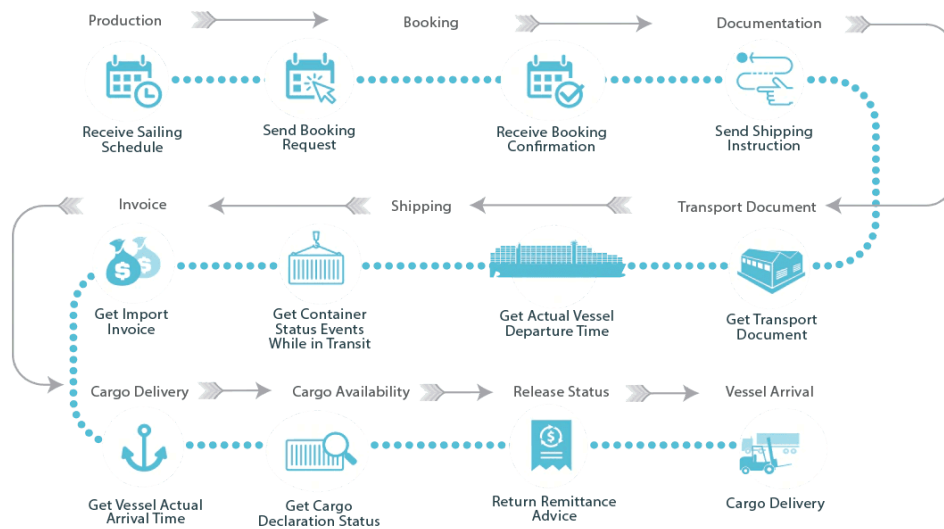 Production
Booking
Documentation
Receive Sailing
Schedule
Send Booking
Request
Receive Booking
Confirmation
Send Shipping
Instruction
Invoice
Shipping
Transport Document
Get Import
Invoice
Get Container
Status Events
While in Transit
Get Actual Vessel
Departure Time
Get Transport
Document
Cargo Delivery
Cargo Availability
Release Status
Vessel Arrival
Get Vessel Actual
Arrival Time
Get Cargo
Declaration Status
Return Remittance
Advice
Cargo Delivery